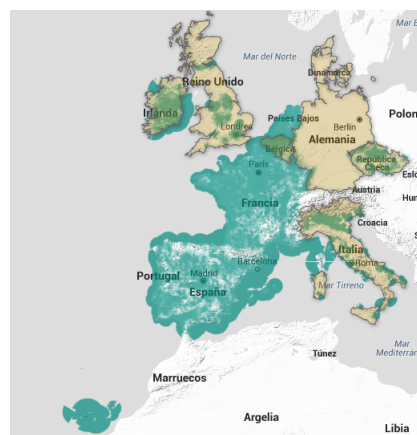 Mar del Norte
Reino Unido
Dinamarca
Irlanda
Londres
Países Bajos
Berlín
Polon
Alemania
Bélgica
París
República
Checa
Eslo
Austria
Hun
Francia
Croacia
Italia
Barcelona
Roma
Portugal
Madrid
España
Mar Tirreno
Mar
Mediterrán
Túnez
Marruecos
Argelia
Libia